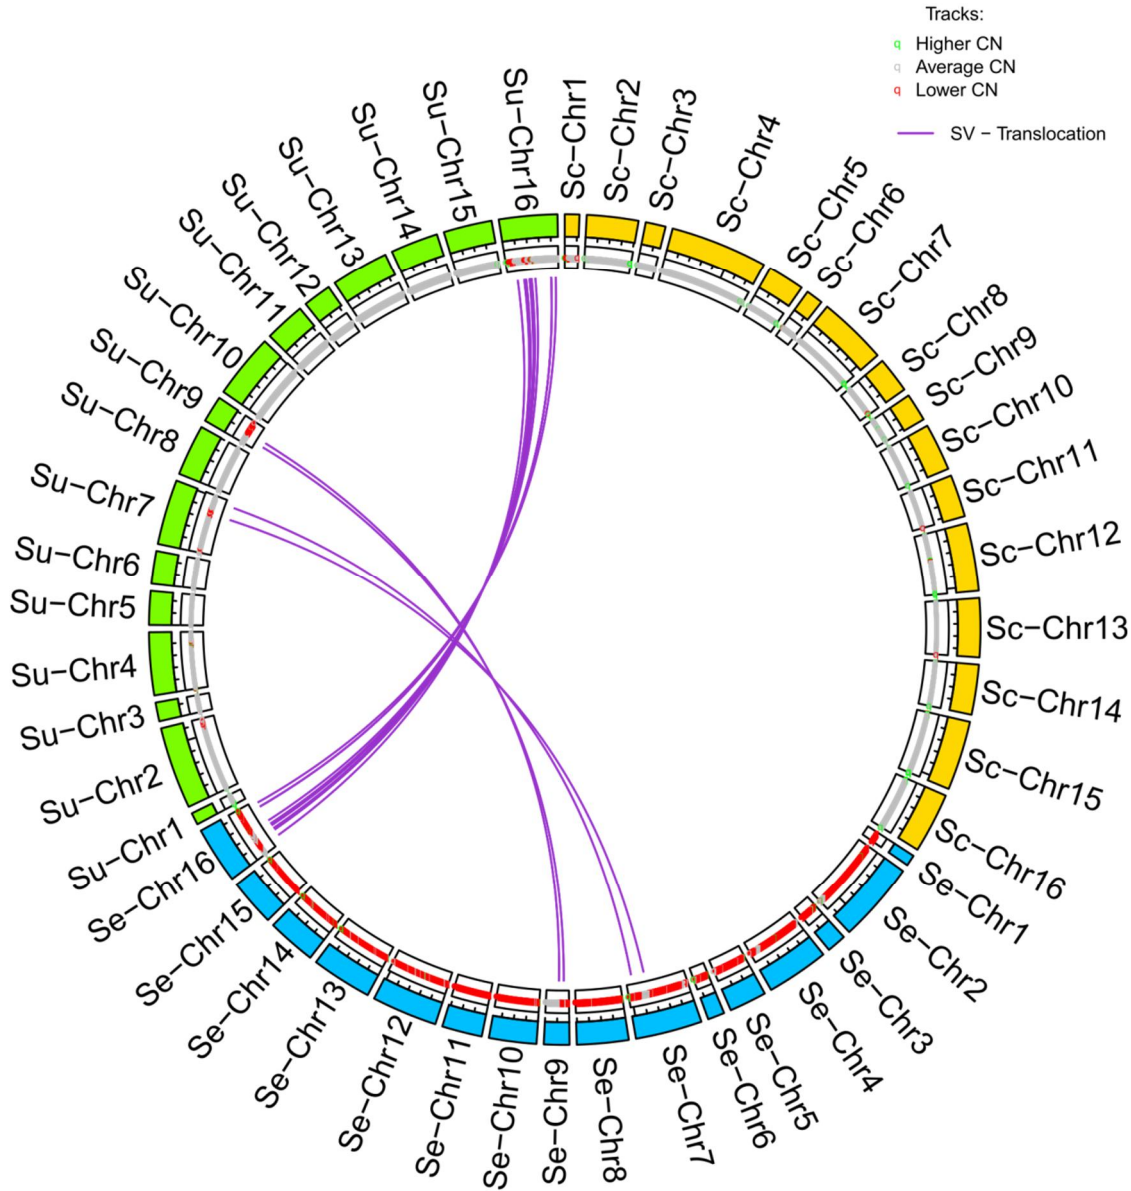 Tracks:
q Higher CN
q Average CN
q Lower CN
SV − Translocation
Sc−Chr1
Sc−Chr2
Sc−Chr3
Sc−Chr4
Sc−Chr5
Sc−Chr6
Sc−Chr7
Sc−Chr8
Sc−Chr9
Sc−Chr10
Sc−Chr11
Sc−Chr12
Sc−Chr13
Sc−Chr14
Sc−Chr15
Sc−Chr16
Se−Chr1
Se−Chr2
Se−Chr3
Se−Chr4
Se−Chr5
Se−Chr6
Se−Chr7
Se−Chr8
Se−Chr9
Se−Chr10
Se−Chr11
Se−Chr12
Se−Chr13
Se−Chr14
Se−Chr15
Se−Chr16
Su−Chr1
Su−Chr2
Su−Chr3
Su−Chr4
Su−Chr5
Su−Chr6
Su−Chr7
Su−Chr8
Su−Chr9
Su−Chr10
Su−Chr11
Su−Chr12
Su−Chr13
Su−Chr14
Su−Chr15
Su−Chr16